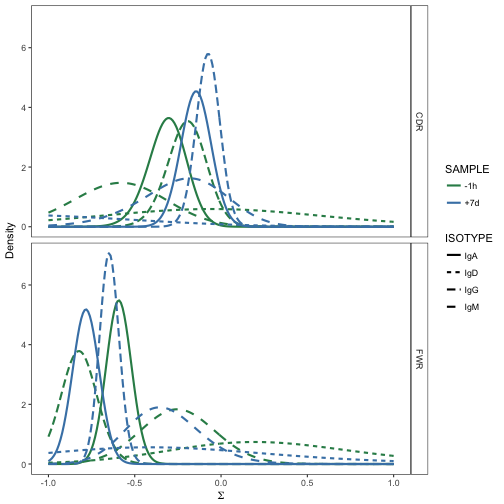 6
4
2
0
CDR
6
4
2
0
FWR
Density
-1.0 -0.5 0.0 0.5 1.0
Σ
SAMPLE
-1h
+7d
ISOTYPE
IgA
IgD
IgG
IgM